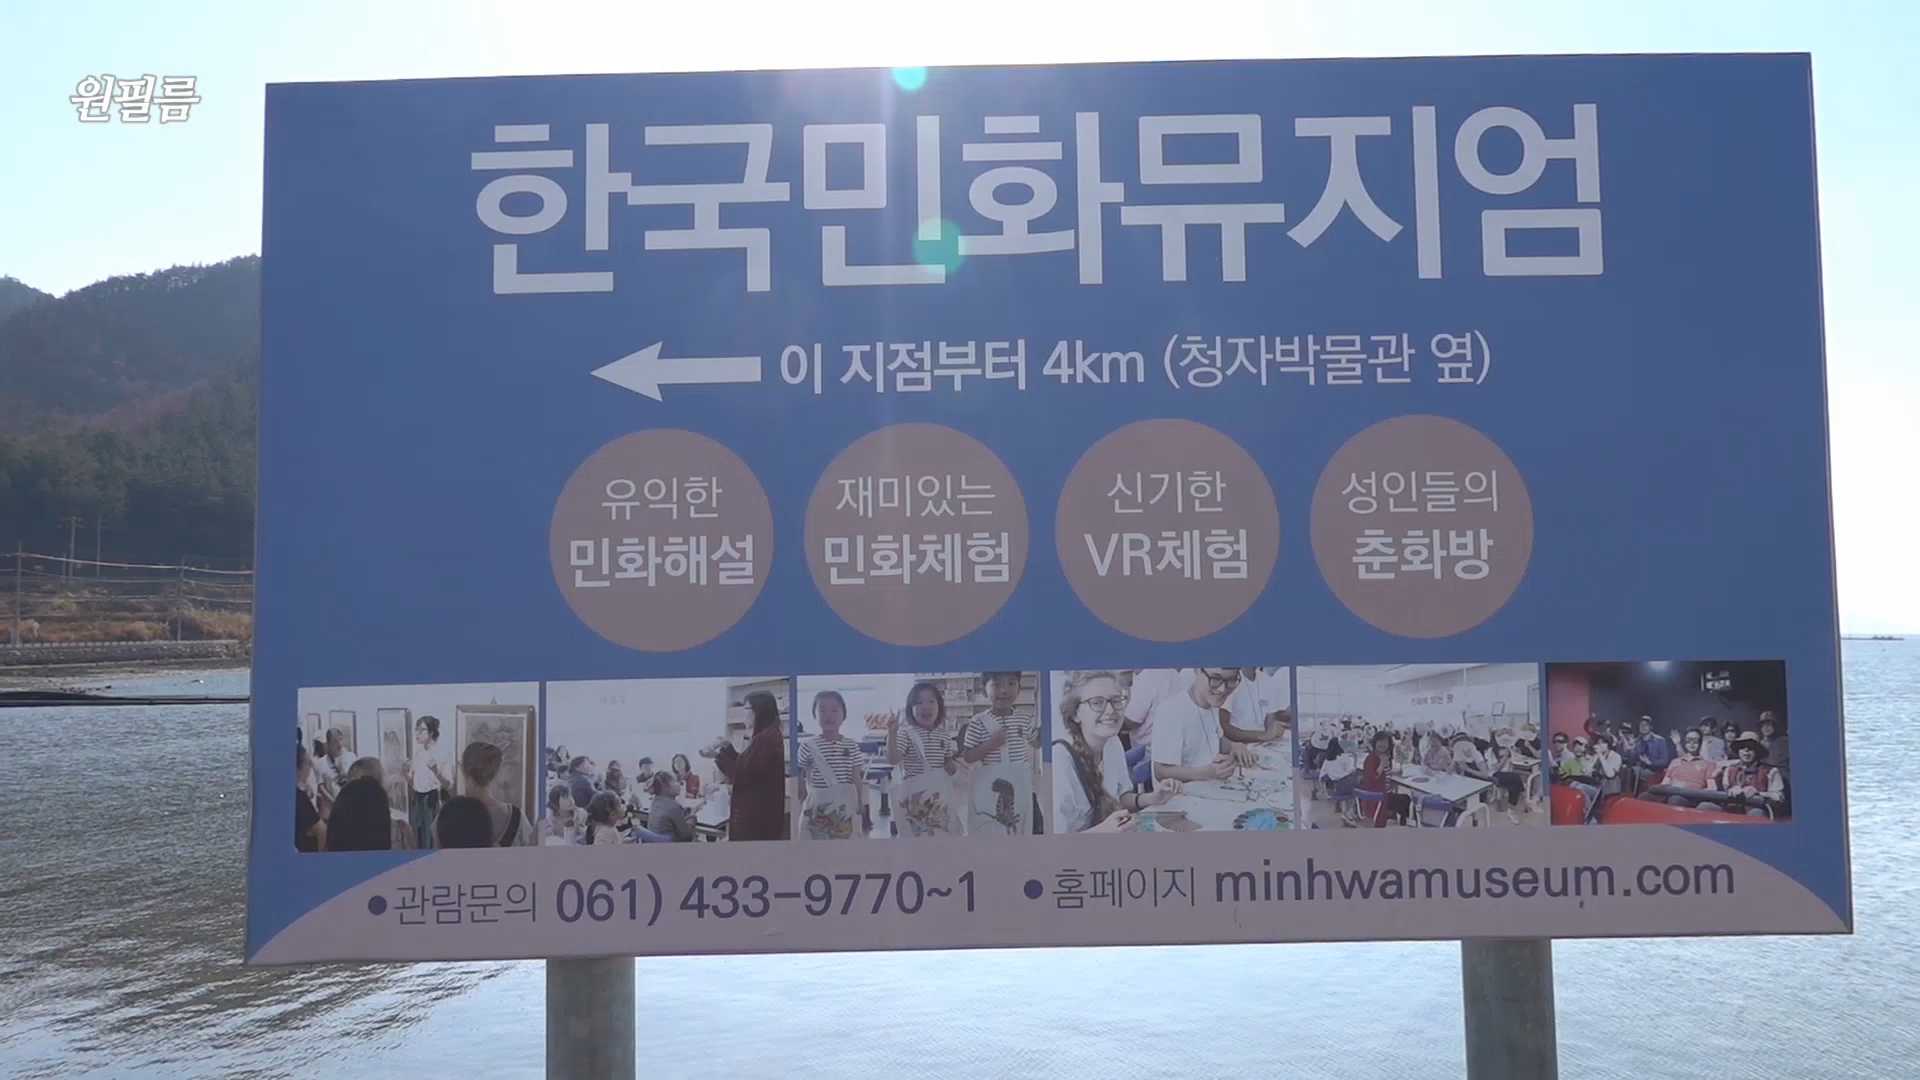 원필름
한국민화뮤지엄
이 지점부터 4km (청자박물관 옆)
유익한
민화해설
재미있는
민화체험
신기한
VR체험
성인들의
춘화방
•관람문의 061) 433-9770~1 •홈페이지 minhwamuseum.com